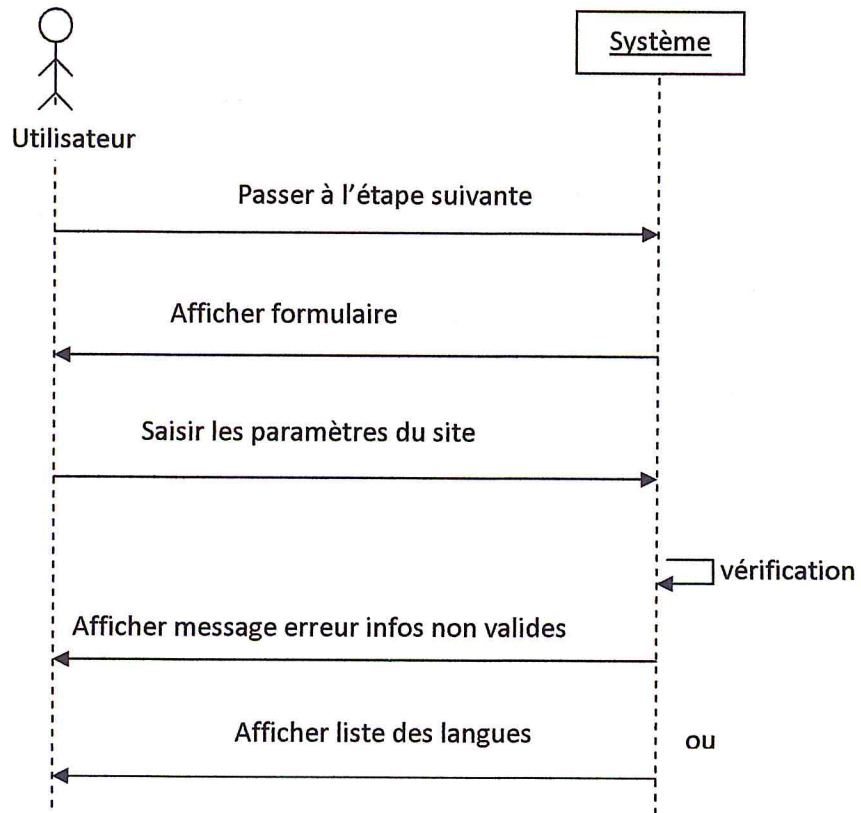 Système
Utilisateur
Passer à l'étape suivante
Afficher formulaire
Saisir les paramètres du site
vérification
Afficher message erreur infos non valides
Afficher liste des langues
ou